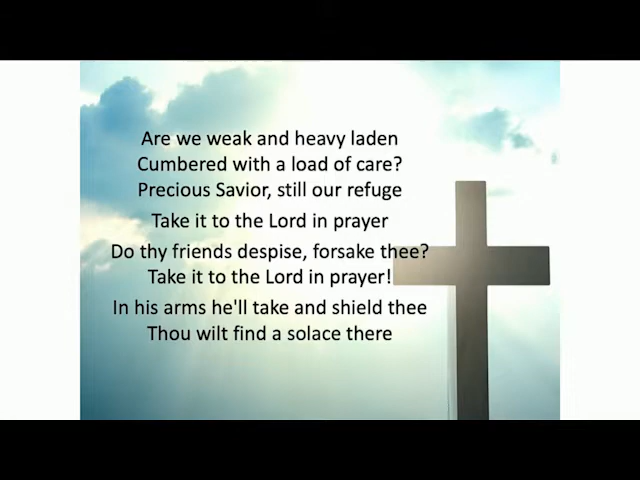 Are we weak and heavy laden
Cumbered with a load of care?
Precious Savior, still our refuge
Take it to the Lord in prayer
Do thy friends despise, forsake thee?
Take it to the Lord in prayer!
In his arms he'll take and shield thee
Thou wilt find a solace there